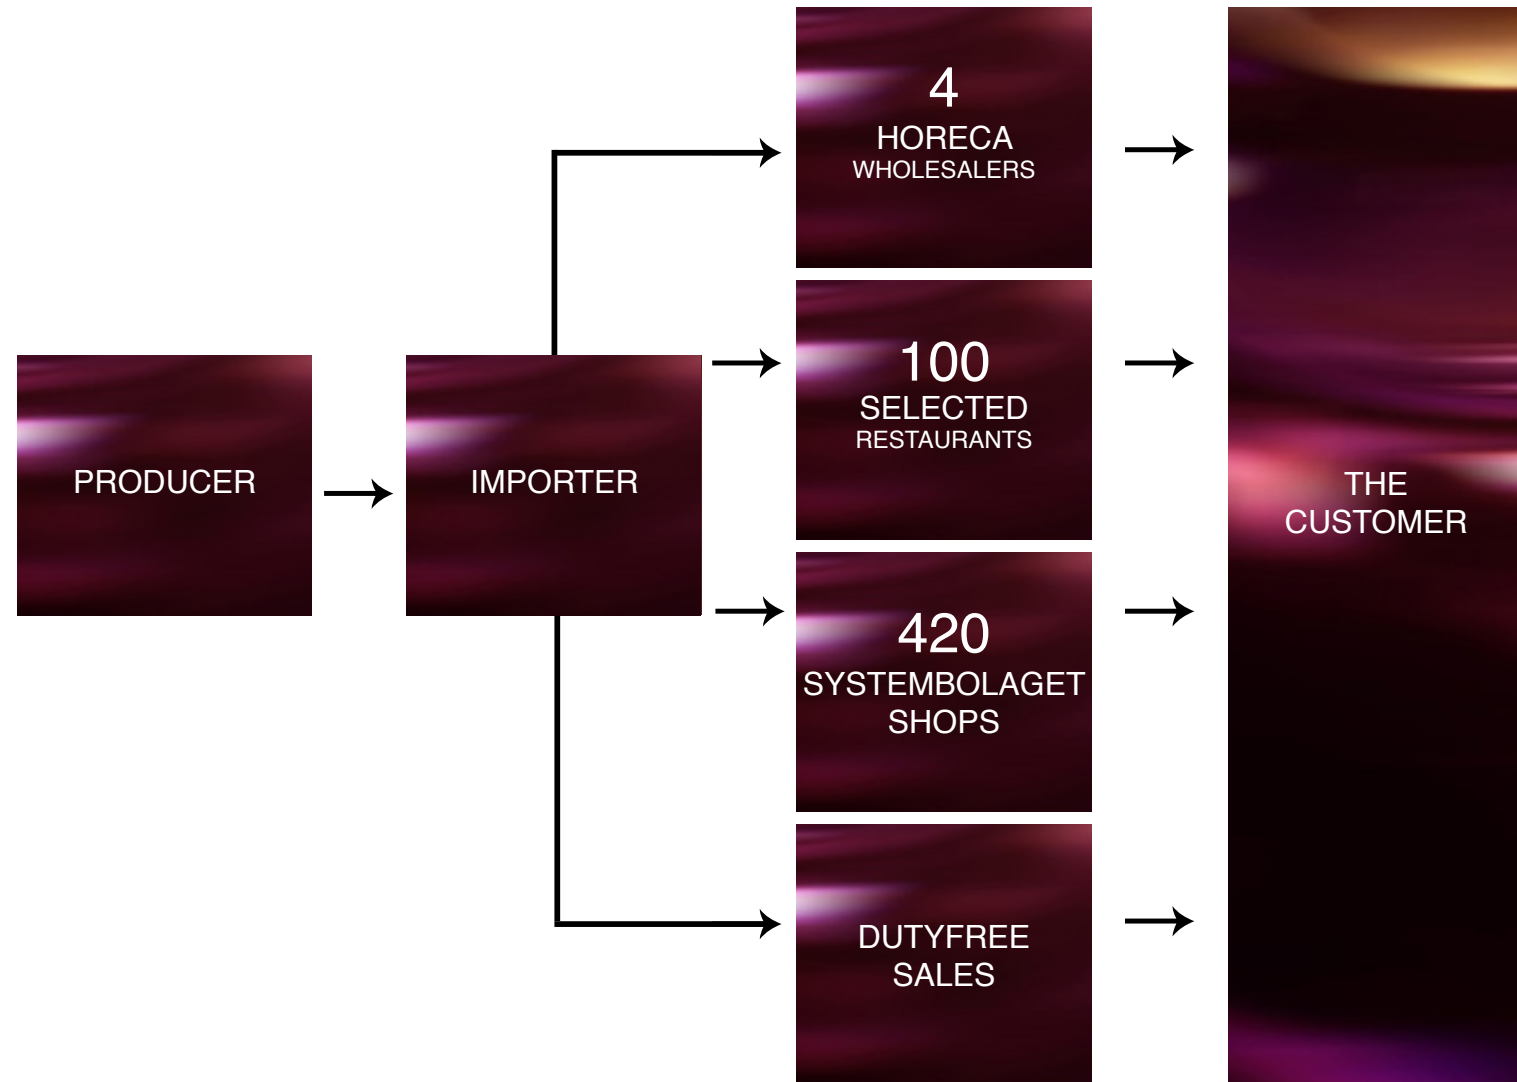 PRODUCER
IMPORTER
4
HORECA
WHOLESALERS
100
SELECTED
RESTAURANTS
420
SYSTEMBOLAGET
SHOPS
DUTYFREE
SALES
THE
CUSTOMER